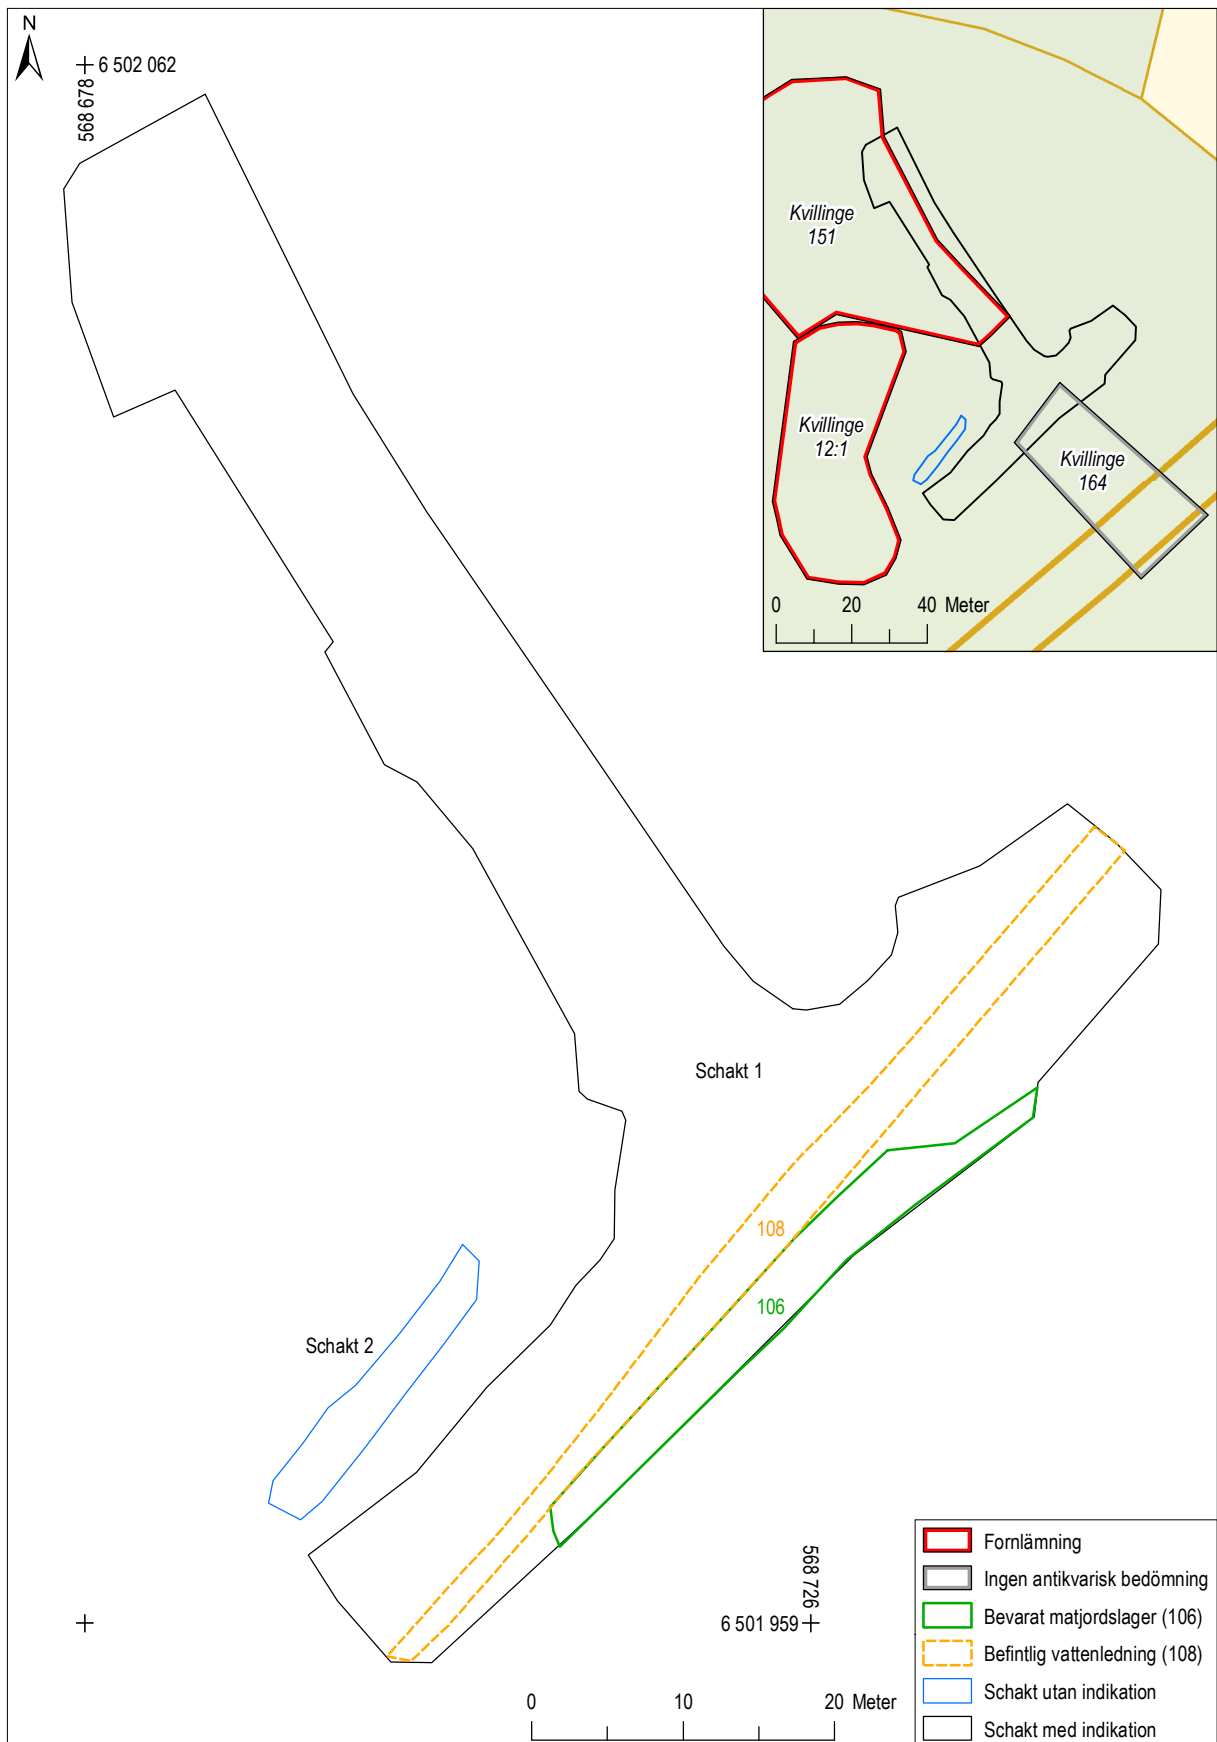 N
6 502 062
568 678
Kvillinge
151
Kvillinge
12:1
Kvillinge
164
0 20 40 Meter
Schakt 1
108
106
Schakt 2
568 726
6 501 959
0 10 20 Meter
Fornlämning
Ingen antikvarisk bedömning
Bevarat matjordslager (106)
Befintlig vattenledning (108)
Schakt utan indikation
Schakt med indikation